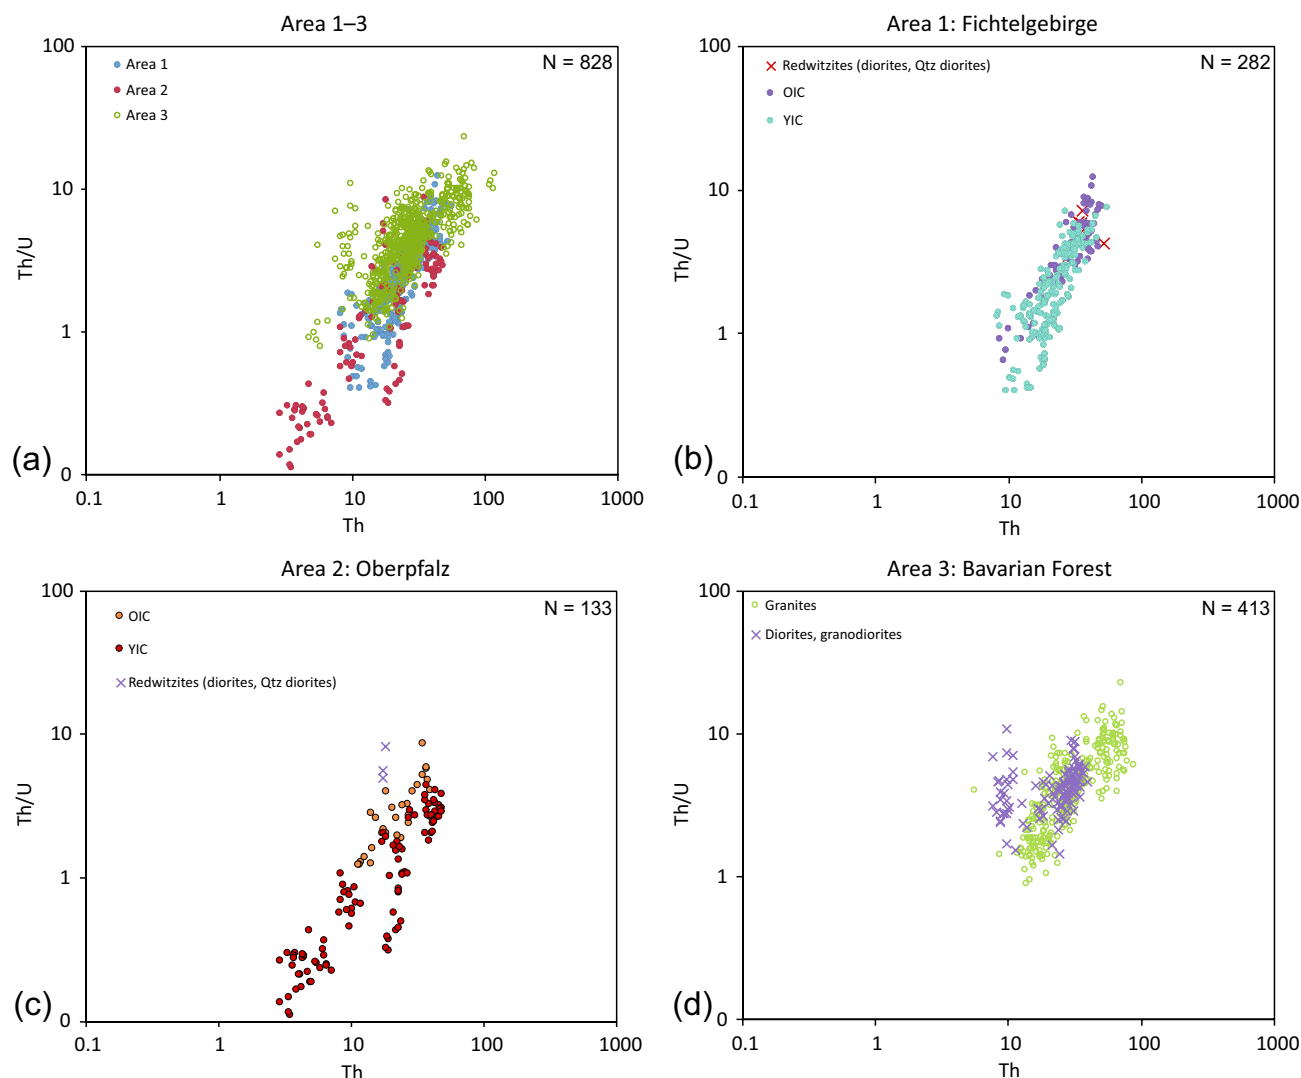 Area 1–3
100
10
1
0
0.1
1
10
100
1000
Th/U
Th
Area 1
Area 2
Area 3
N = 828
(a)
Area 1: Fichtelgebirge
100
10
1
0
0.1
1
10
100
1000
Th/U
Th
Redwitzites (diorites, Qtz diorites)
OIC
YIC
N = 282
(b)
Area 2: Oberpfalz
100
10
1
0
0.1
1
10
100
1000
Th/U
Th
OIC
YIC
Redwitzites (diorites, Qtz diorites)
N = 133
(c)
Area 3: Bavarian Forest
100
10
1
0
0.1
1
10
100
1000
Th/U
Th
Granites
Diorites, granodiorites
N = 413
(d)